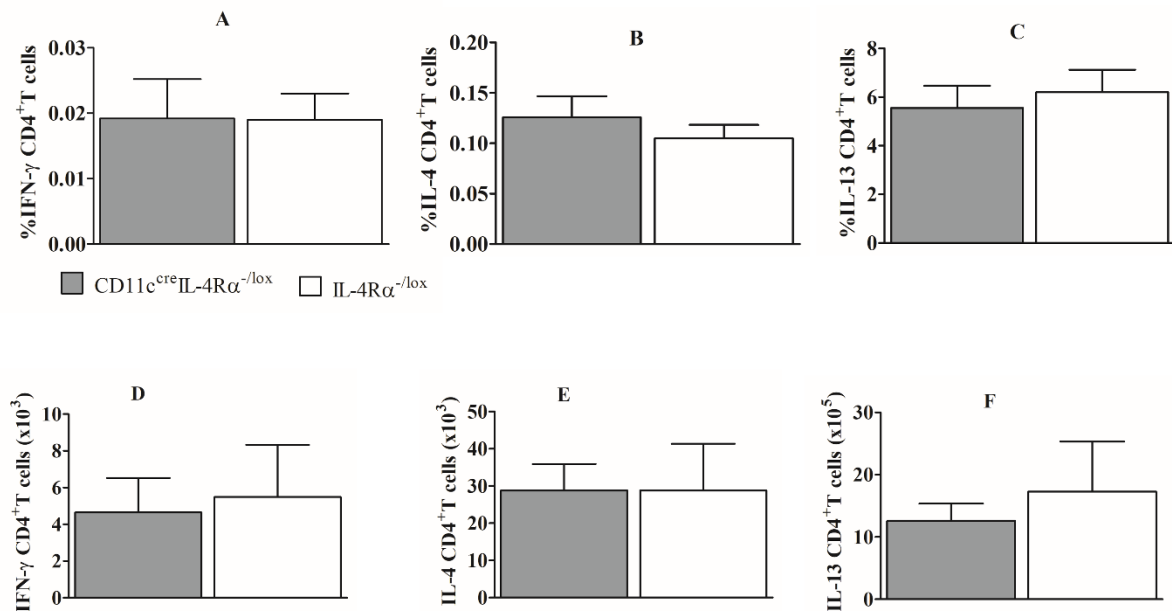 A
%IFN-γ CD4⁺T cells
0.03
0.02
0.01
0.00
B
%IL-4 CD4⁺T cells
0.20
0.15
0.10
0.05
0.00
C
%IL-13 CD4⁺T cells
8
6
4
2
0
CD11cᶜʳᵉIL-4Rα⁻/ˡᵒˣ IL-4Rα⁻/ˡᵒˣ
D
IFN-γ CD4⁺T cells (x10³)
10
8
6
4
2
0
E
IL-4 CD4⁺T cells (x10³)
50
40
30
20
10
0
F
IL-13 CD4⁺T cells (x10⁵)
30
20
10
0